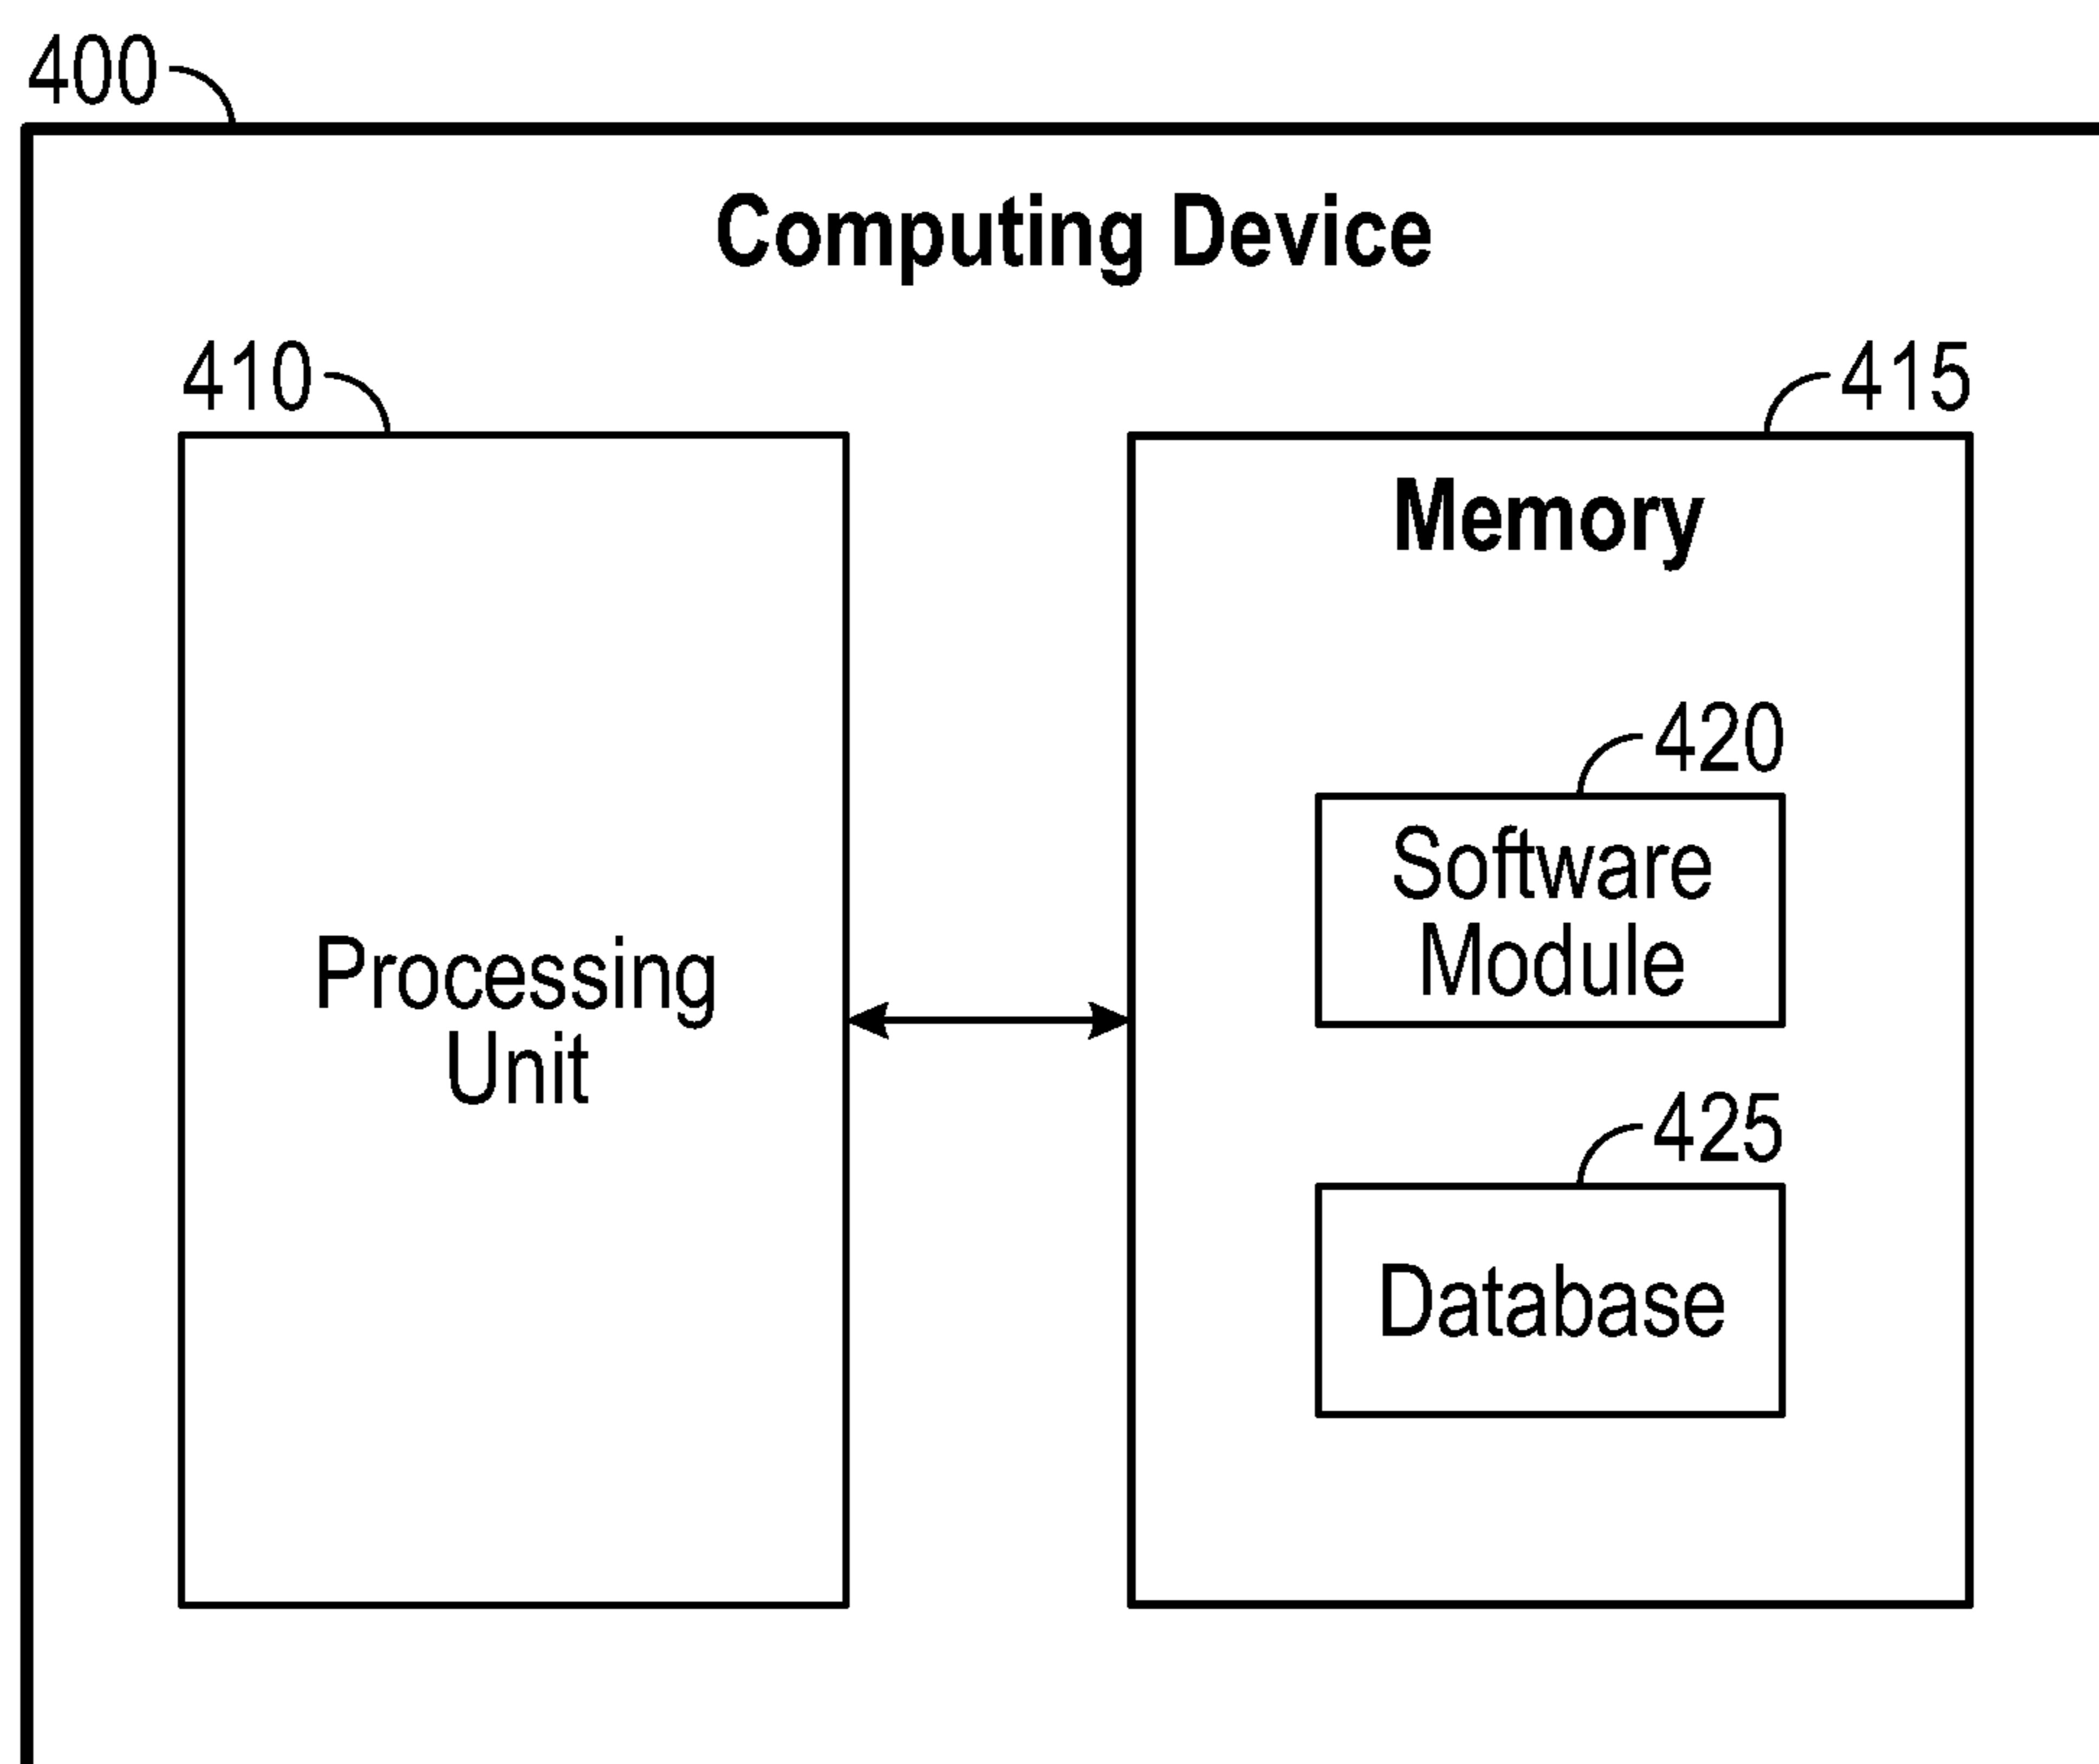 400
Computing Device
410
415
Memory
420
Software
Module
Processing
Unit
425
Database